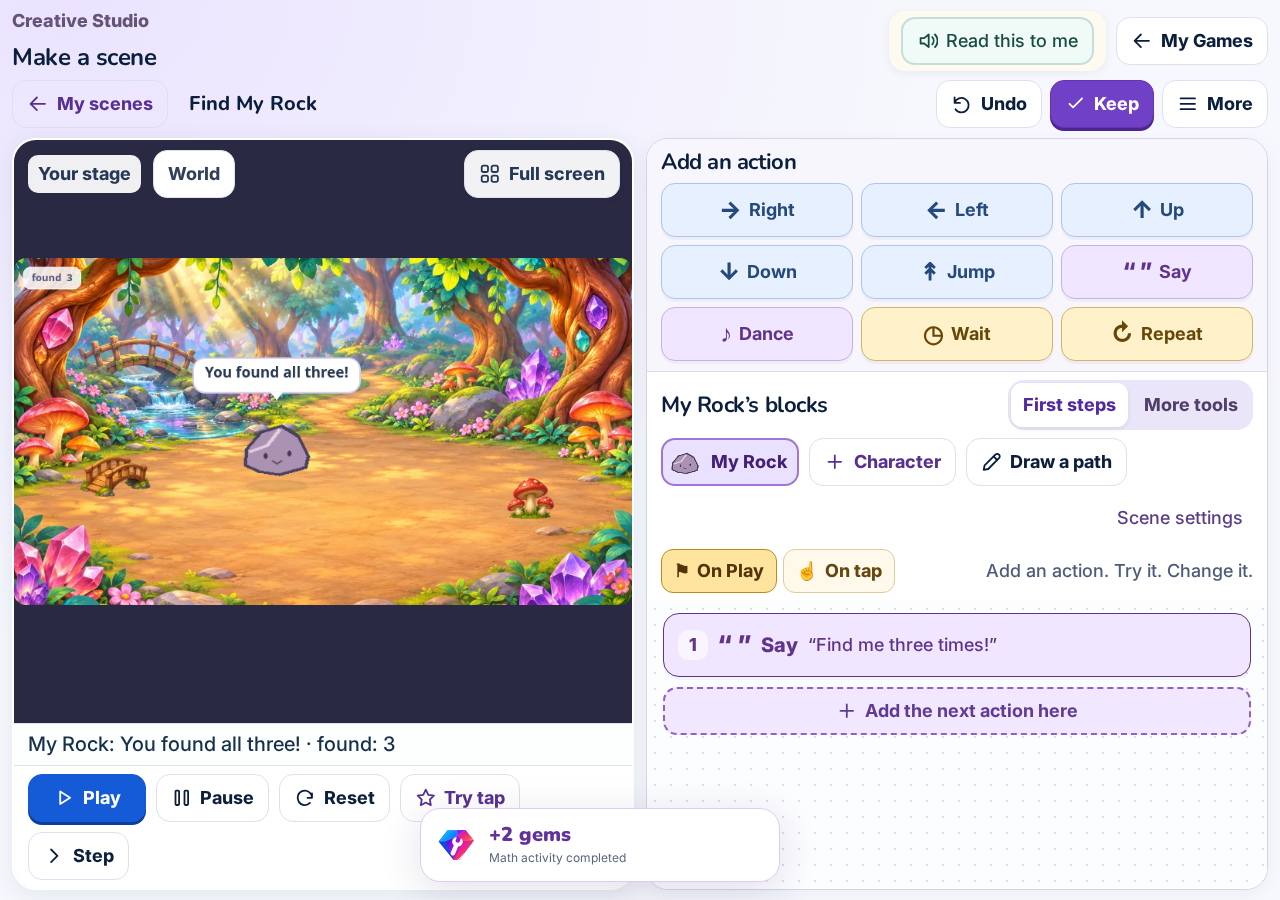 Creative Studio
Make a scene
Read this to me
My Games
My scenes
Find My Rock
Undo
Keep
More
Your stage
World
Full screen
found 3
You found all three!
My Rock: You found all three! · found: 3
Play
Pause
Reset
Try tap
Step
Add an action
Right
Left
Up
Down
Jump
“” Say
♪ Dance
Wait
Repeat
My Rock’s blocks
First steps
More tools
My Rock
Character
Draw a path
Scene settings
On Play
On tap
Add an action. Try it. Change it.
1 “” Say “Find me three times!”
Add the next action here
+2 gems
Math activity completed